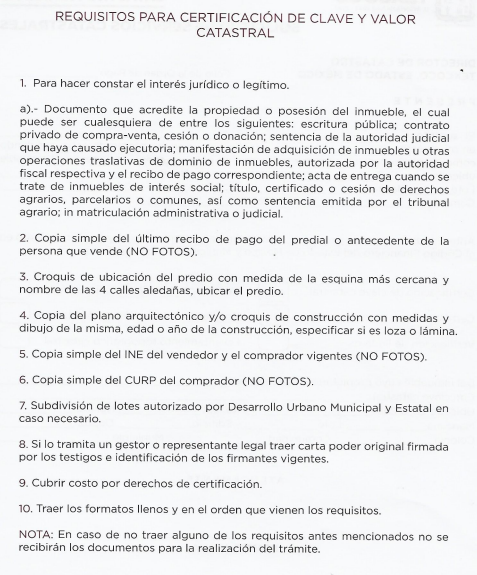 REQUISITOS PARA CERTIFICACIÓN DE CLAVE Y VALOR
CATASTRAL
1. Para hacer constar el interés jurídico o legítimo.
a).- Documento que acredite la propiedad o posesión del inmueble, el cual
puede ser cualesquiera de entre los siguientes: escritura pública; contrato
privado de compra-venta, cesión o donación; sentencia de la autoridad judicial
que haya causado ejecutoria; manifestación de adquisición de inmuebles u otras
operaciones traslativas de dominio de inmuebles, autorizada por la autoridad
fiscal respectiva y el recibo de pago correspondiente; acta de entrega cuando se
trate de inmuebles de interés social; título, certificado o cesión de derechos
agrarios, parcelarios o comunes, así como sentencia emitida por el tribunal
agrario; in matriculación administrativa o judicial.
2. Copia simple del último recibo de pago del predial o antecedente de la
persona que vende (NO FOTOS).
3. Croquis de ubicación del predio con medida de la esquina más cercana y
nombre de las 4 calles aledañas, ubicar el predio.
4. Copia del plano arquitectónico y/o croquis de construcción con medidas y
dibujo de la misma, edad o año de la construcción, especificar si es loza o lámina.
5. Copia simple del INE del vendedor y el comprador vigentes (NO FOTOS).
6. Copia simple del CURP del comprador (NO FOTOS).
7. Subdivisión de lotes autorizado por Desarrollo Urbano Municipal y Estatal en
caso necesario.
8. Si lo tramita un gestor o representante legal traer carta poder original firmada
por los testigos e identificación de los firmantes vigentes.
9. Cubrir costo por derechos de certificación.
10. Traer los formatos llenos y en el orden que vienen los requisitos.
NOTA: En caso de no traer alguno de los requisitos antes mencionados no se
recibirán los documentos para la realización del trámite.